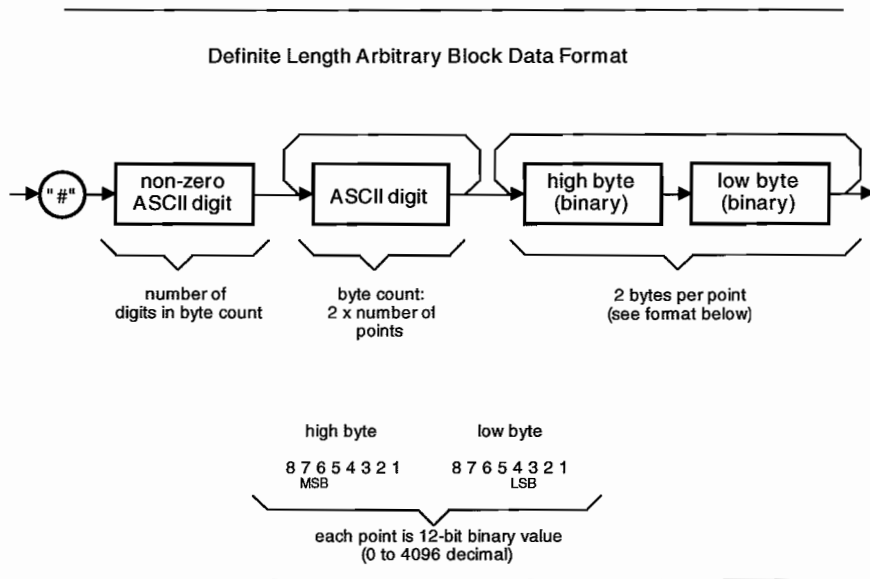 Definite Length Arbitrary Block Data Format
"#"
non-zero
ASCII digit
ASCII digit
high byte
(binary)
low byte
(binary)
number of
digits in byte count
byte count:
2 x number of
points
2 bytes per point
(see format below)
high byte low byte
8 7 6 5 4 3 2 1 8 7 6 5 4 3 2 1
MSB LSB
each point is 12-bit binary value
(0 to 4096 decimal)